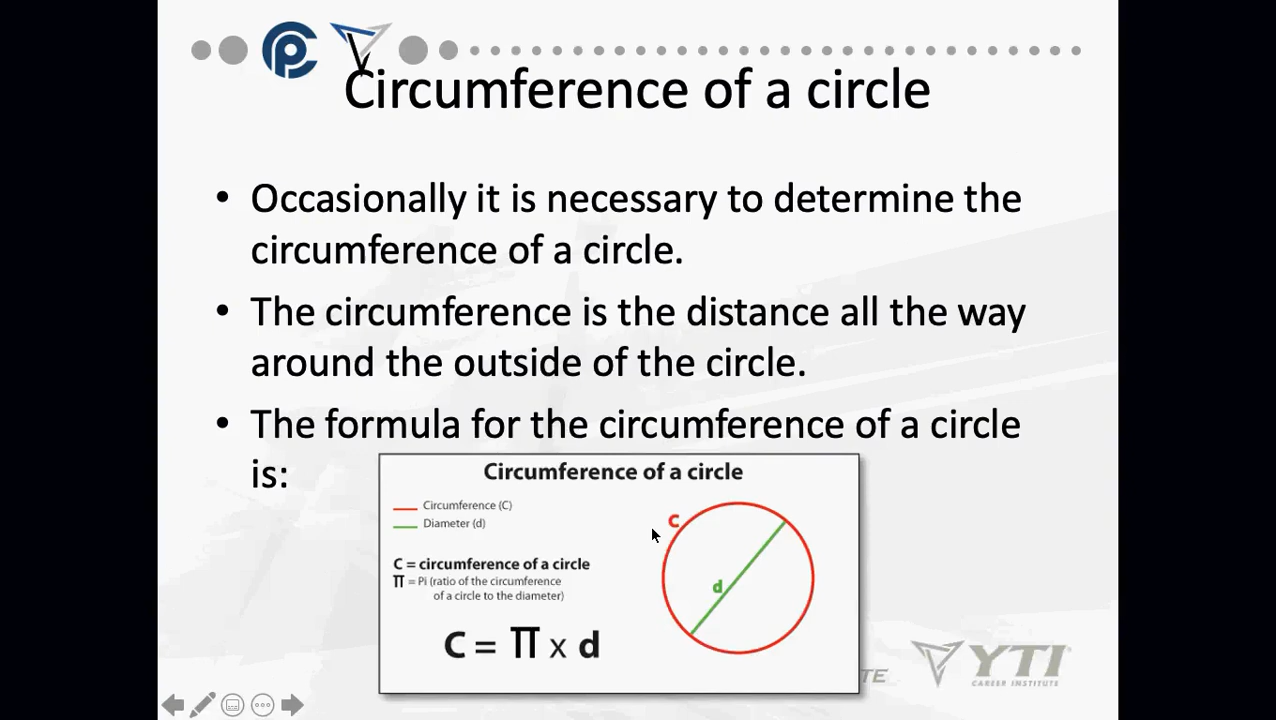 Circumference of a circle
• Occasionally it is necessary to determine the
circumference of a circle.
• The circumference is the distance all the way
around the outside of the circle.
• The formula for the circumference of a circle
is:
Circumference of a circle
Circumference (C)
Diameter (d)
C = circumference of a circle
π = Pi (ratio of the circumference
of a circle to the diameter)
C = π x d
C
d
TE
YTI
CAREER INSTITUTE